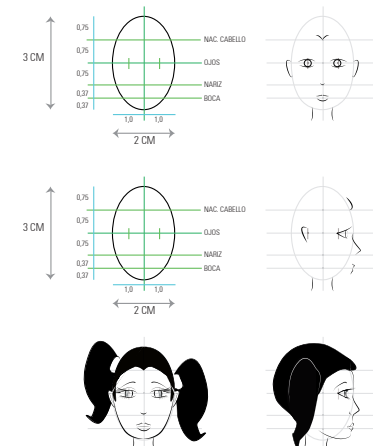 0,75
NAC. CABELLO
0,75
3 CM
OJOS
0,75
NARIZ
0,37
BOCA
0,37
1,0 1,0
2 CM
0,75
NAC. CABELLO
0,75
3 CM
OJOS
0,75
NARIZ
0,37
BOCA
0,37
1,0 1,0
2 CM